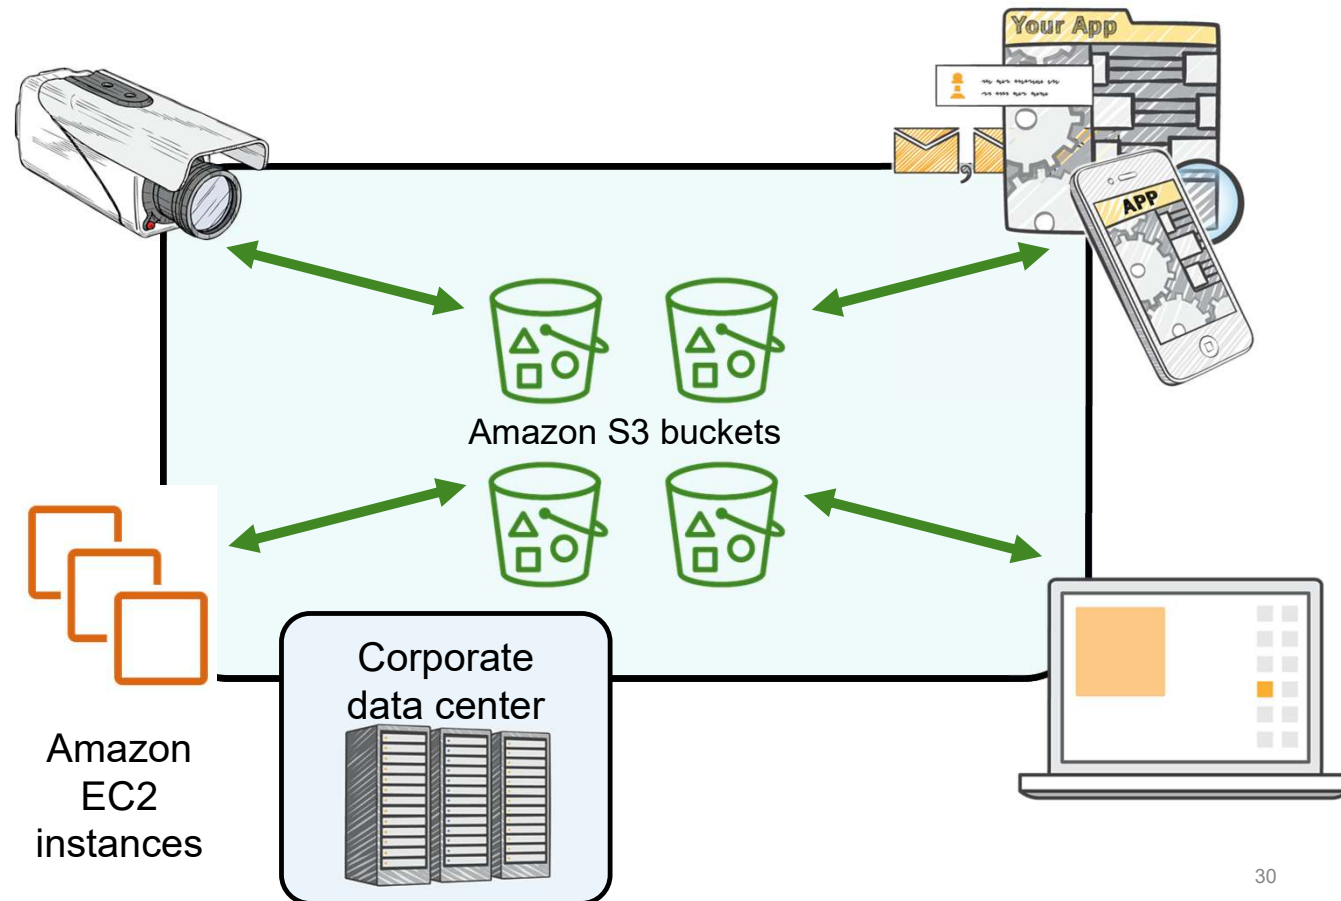 Your App
APP
Amazon S3 buckets
Corporate
data center
Amazon
EC2
instances
30